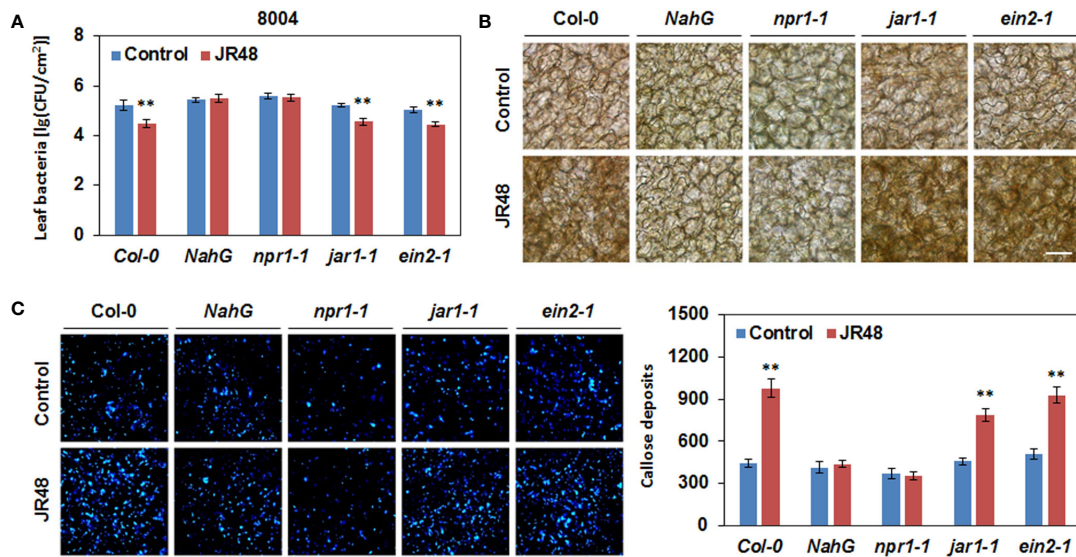 A
8004
Control JR48
Leaf bacteria [lg(CFU/cm²)]
8
6
4
2
0
** ** **
Col-0 NahG npr1-1 jar1-1 ein2-1
B
Col-0 NahG npr1-1 jar1-1 ein2-1
Control
JR48
C
Col-0 NahG npr1-1 jar1-1 ein2-1
Control
JR48
Control JR48
Callose deposits
1500
1200
900
600
300
0
** ** **
Col-0 NahG npr1-1 jar1-1 ein2-1